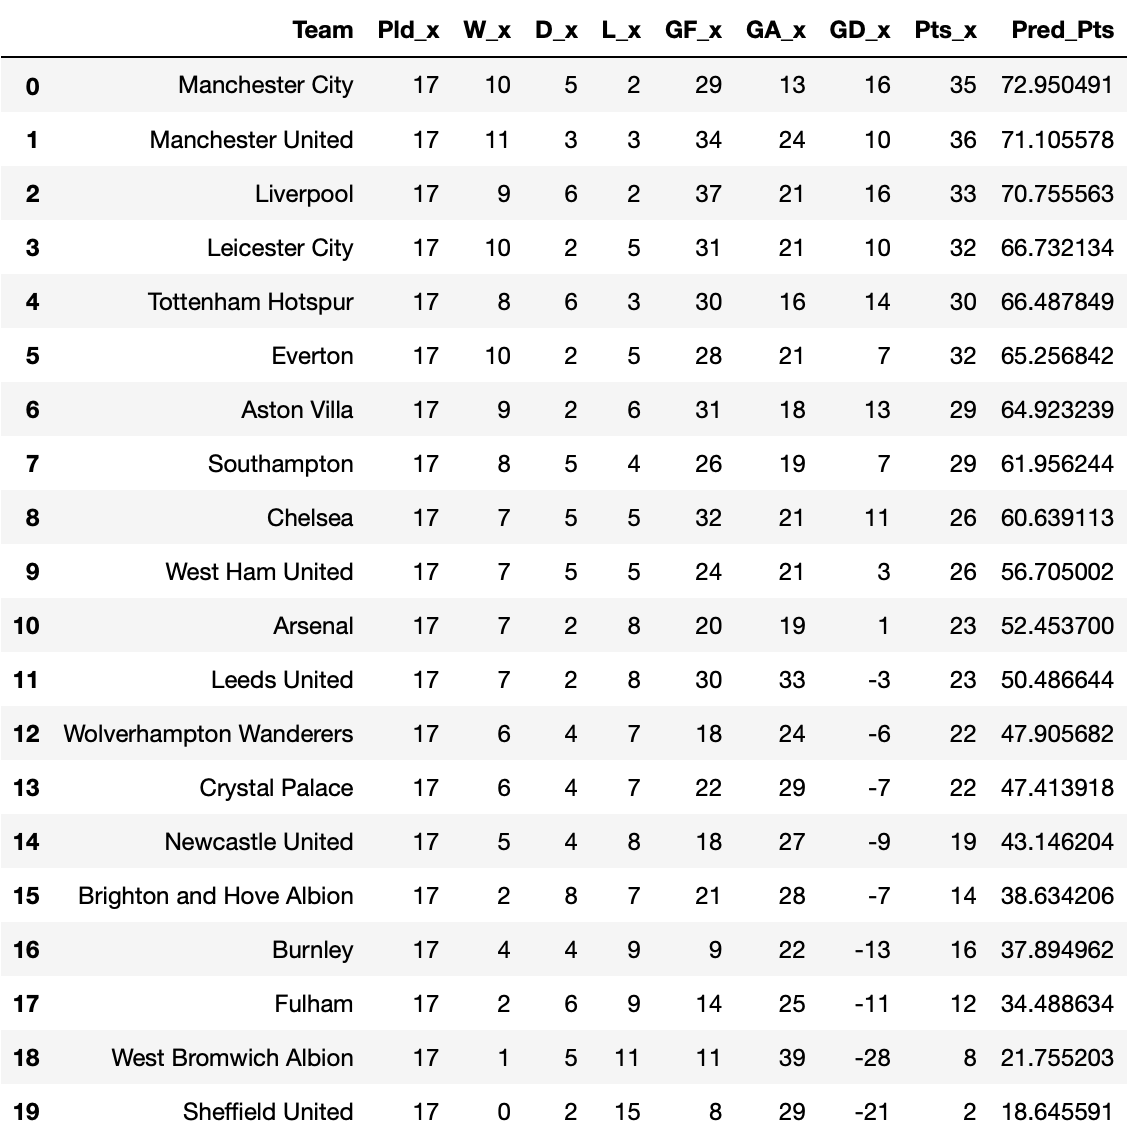 Team Pld_x W_x D_x L_x GF_x GA_x GD_x Pts_x Pred_Pts
0 Manchester City 17 10 5 2 29 13 16 35 72.950491
1 Manchester United 17 11 3 3 34 24 10 36 71.105578
2 Liverpool 17 9 6 2 37 21 16 33 70.755563
3 Leicester City 17 10 2 5 31 21 10 32 66.732134
4 Tottenham Hotspur 17 8 6 3 30 16 14 30 66.487849
5 Everton 17 10 2 5 28 21 7 32 65.256842
6 Aston Villa 17 9 2 6 31 18 13 29 64.923239
7 Southampton 17 8 5 4 26 19 7 29 61.956244
8 Chelsea 17 7 5 5 32 21 11 26 60.639113
9 West Ham United 17 7 5 5 24 21 3 26 56.705002
10 Arsenal 17 7 2 8 20 19 1 23 52.453700
11 Leeds United 17 7 2 8 30 33 -3 23 50.486644
12 Wolverhampton Wanderers 17 6 4 7 18 24 -6 22 47.905682
13 Crystal Palace 17 6 4 7 22 29 -7 22 47.413918
14 Newcastle United 17 5 4 8 18 27 -9 19 43.146204
15 Brighton and Hove Albion 17 2 8 7 21 28 -7 14 38.634206
16 Burnley 17 4 4 9 9 22 -13 16 37.894962
17 Fulham 17 2 6 9 14 25 -11 12 34.488634
18 West Bromwich Albion 17 1 5 11 11 39 -28 8 21.755203
19 Sheffield United 17 0 2 15 8 29 -21 2 18.645591